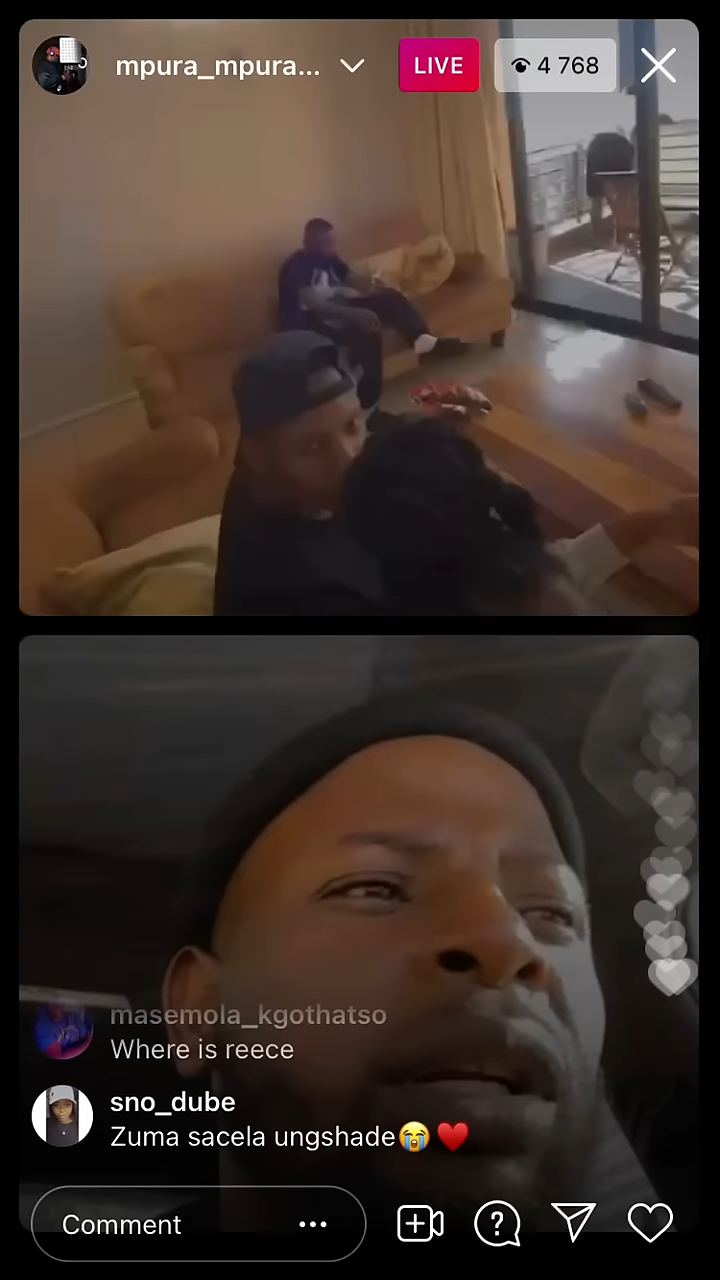 mpura_mpura...
LIVE
4 768
masemola_kgothatso
Where is reece
sno_dube
Zuma sacela ungshade😭❤️
Comment